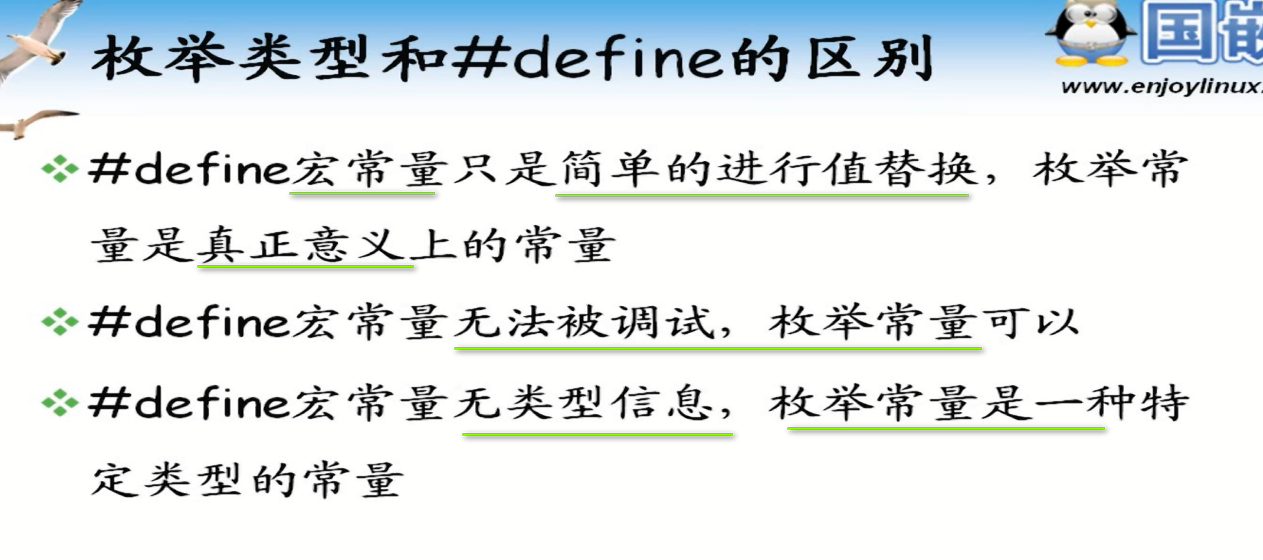 枚举类型和#define的区别
国嵌
www.enjoylinux.
#define宏常量只是简单的进行值替换，枚举常
量是真正意义上的常量
#define宏常量无法被调试，枚举常量可以
#define宏常量无类型信息，枚举常量是一种特
定类型的常量